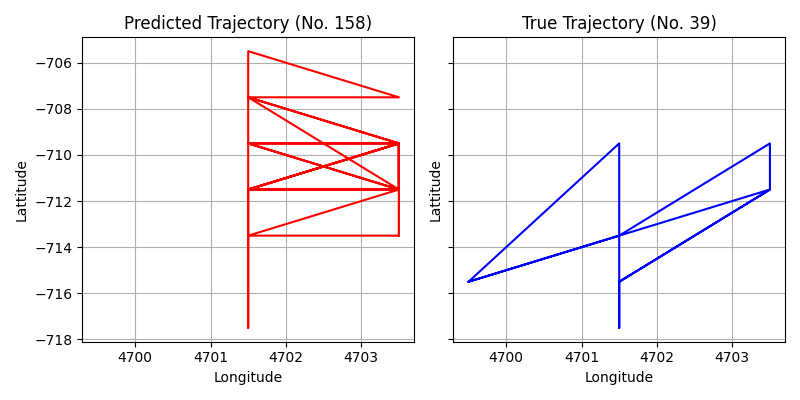 Predicted Trajectory (No. 158)
True Trajectory (No. 39)
−706
−708
−710
−712
−714
−716
−718
Lattitude
Lattitude
4700
4701
4702
4703
4700
4701
4702
4703
Longitude
Longitude